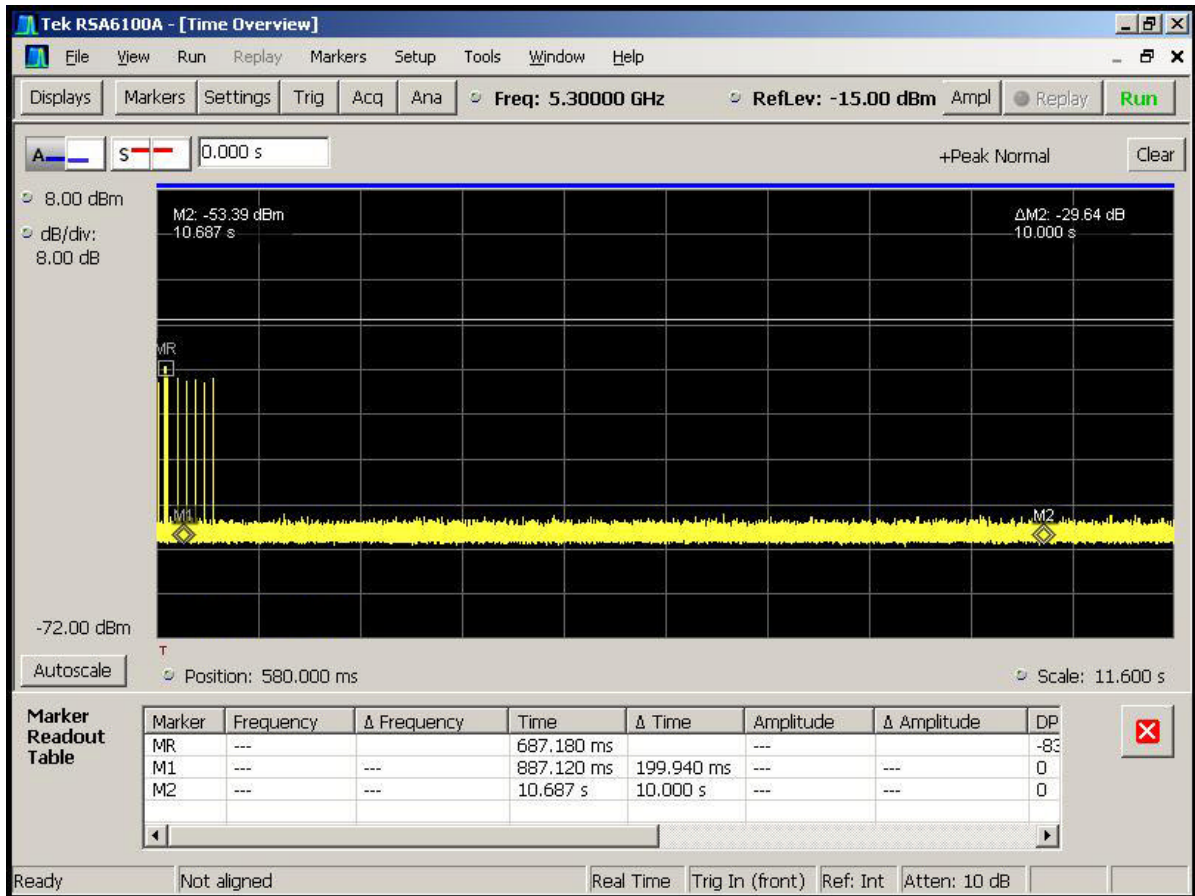 Tek RSA6100A - [Time Overview]
File View Run Replay Markers Setup Tools Window Help
Displays Markers Settings Trig Acq Ana Freq: 5.30000 GHz RefLev: -15.00 dBm Ampl Replay Run
A S 0.000 s +Peak Normal Clear
8.00 dBm
dB/div:
8.00 dB
M2: -53.39 dBm
10.687 s
ΔM2: -29.64 dB
10.000 s
MR
M1
M2
-72.00 dBm
T
Autoscale Position: 580.000 ms Scale: 11.600 s
Marker
Readout
Table
Marker Frequency Δ Frequency Time Δ Time Amplitude Δ Amplitude DP
MR --- 687.180 ms --- -83
M1 --- --- 887.120 ms 199.940 ms --- --- 0
M2 --- --- 10.687 s 10.000 s --- --- 0
Ready Not aligned Real Time Trig In (front) Ref: Int Atten: 10 dB